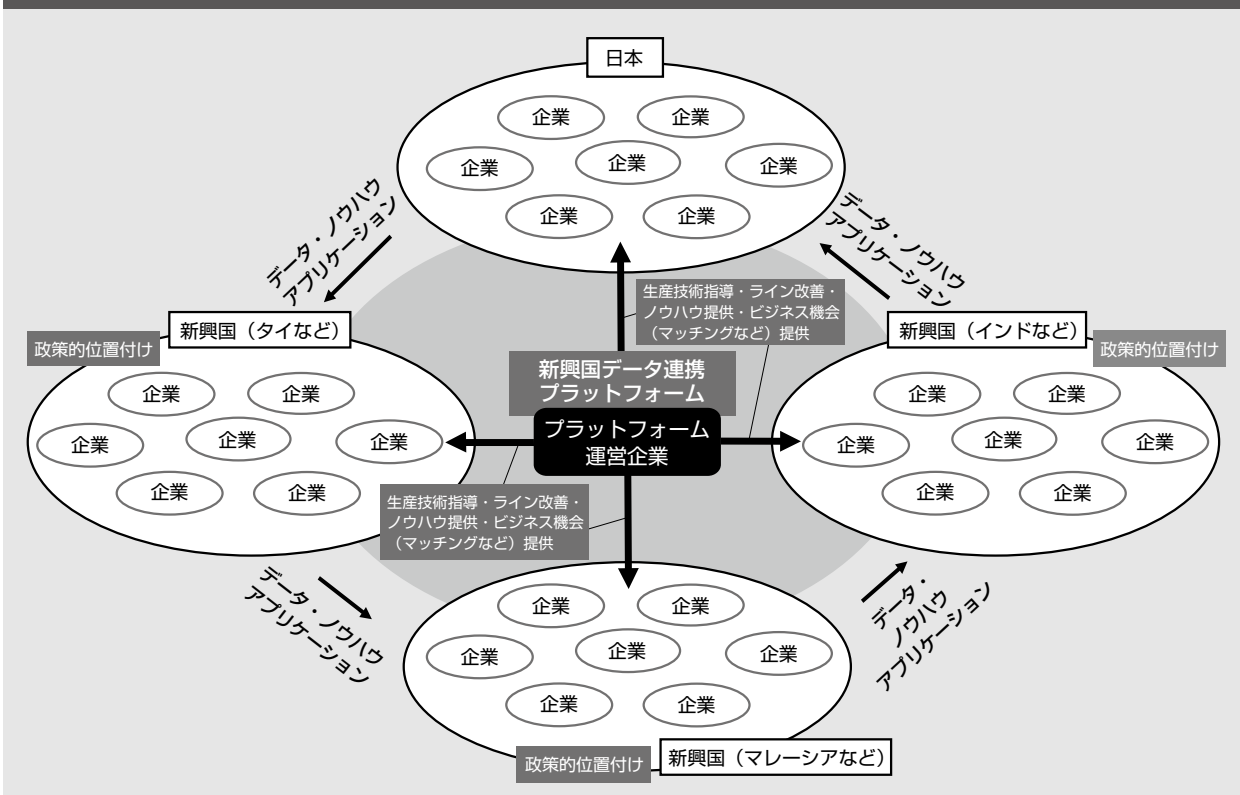 日本
企業
企業
企業
企業
企業
企業
企業
データ・ノウハウ
アプリケーション
データ・ノウハウ
アプリケーション
生産技術指導・ライン改善・
ノウハウ提供・ビジネス機会
（マッチングなど）提供
新興国（タイなど）
政策的位置付け
企業
企業
企業
企業
企業
企業
企業
新興国データ連携
プラットフォーム
プラットフォーム
運営企業
新興国（インドなど）
政策的位置付け
企業
企業
企業
企業
企業
企業
企業
生産技術指導・ライン改善・
ノウハウ提供・ビジネス機会
（マッチングなど）提供
データ・ノウハウ
アプリケーション
データ・
ノウハウ
アプリケーション
企業
企業
企業
企業
企業
企業
企業
政策的位置付け
新興国（マレーシアなど）